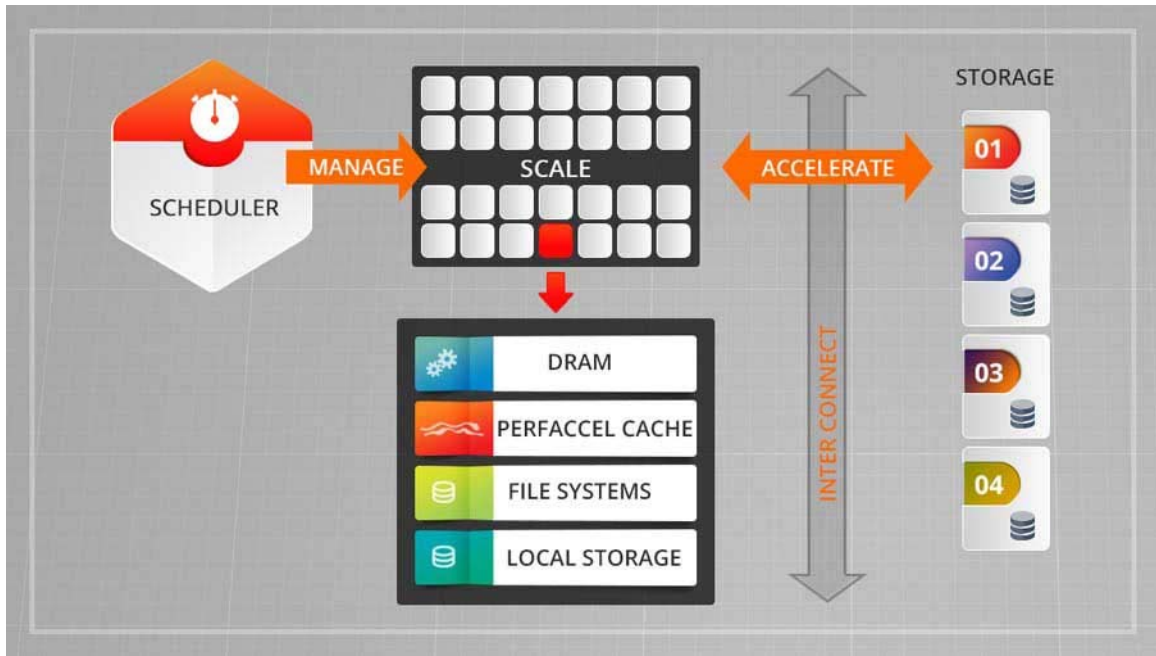 SCHEDULER
MANAGE
SCALE
ACCELERATE
INTER CONNECT
STORAGE
01
02
03
04
DRAM
PERFACCEL CACHE
FILE SYSTEMS
LOCAL STORAGE